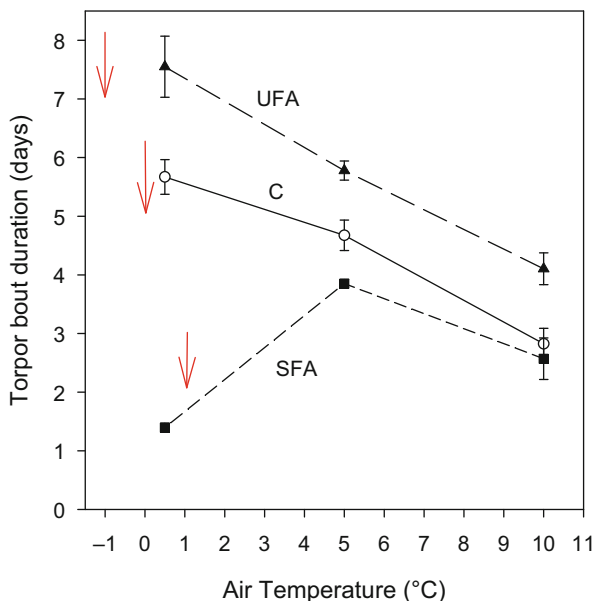 8
7
6
5
4
3
2
1
0
Torpor bout duration (days)
UFA
C
SFA
–1 0 1 2 3 4 5 6 7 8 9 10 11
Air Temperature (°C)